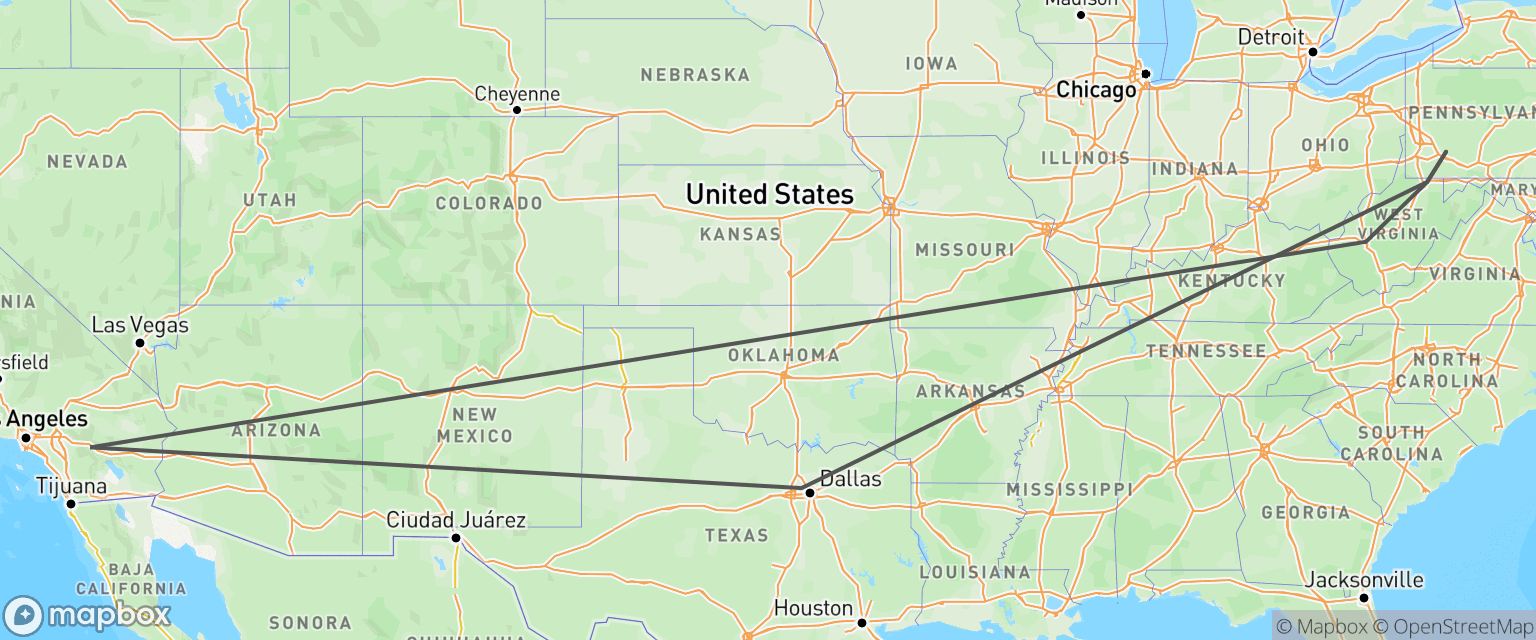 Madison
Detroit
IOWA
NEBRASKA
Chicago
Cheyenne
PENNSYLVAN
NEVADA
OHIO
ILLINOIS
INDIANA
UTAH
United States
MARY
COLORADO
WEST
VIRGINIA
KANSAS
MISSOURI
VIRGINIA
KENTUCKY
NIA
Las Vegas
OKLAHOMA
TENNESSEE
rsfield
NORTH
CAROLINA
ARKANSAS
Angeles
NEW
MEXICO
ARIZONA
SOUTH
CAROLINA
Tijuana
Dallas
MISSISSIPPI
GEORGIA
Ciudad Juárez
TEXAS
BAJA
CALIFORNIA
LOUISIANA
Jacksonville
Houston
mapbox
SONORA
© Mapbox © OpenStreetMap